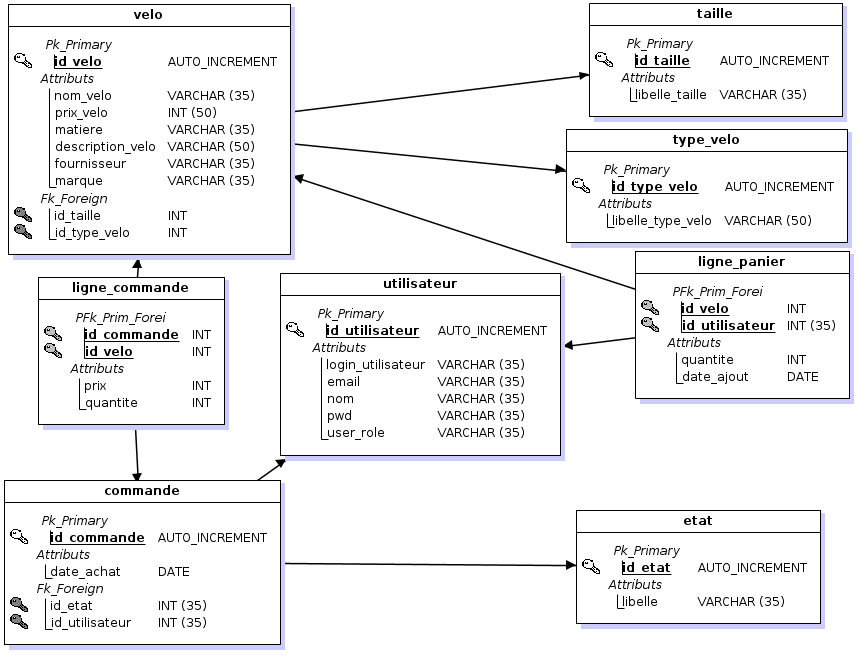 velo
Pk_Primary
id_velo AUTO_INCREMENT
Attributs
nom_velo VARCHAR (35)
prix_velo INT (50)
matiere VARCHAR (35)
description_velo VARCHAR (50)
fournisseur VARCHAR (35)
marque VARCHAR (35)
Fk_Foreign
id_taille INT
id_type_velo INT
taille
Pk_Primary
id_taille AUTO_INCREMENT
Attributs
libelle_taille VARCHAR (35)
type_velo
Pk_Primary
id_type_velo AUTO_INCREMENT
Attributs
libelle_type_velo VARCHAR (50)
ligne_panier
PFk_Prim_Forei
id_velo INT
id_utilisateur INT (35)
Attributs
quantite INT
date_ajout DATE
ligne_commande
PFk_Prim_Forei
id_commande INT
id_velo INT
Attributs
prix INT
quantite INT
utilisateur
Pk_Primary
id_utilisateur AUTO_INCREMENT
Attributs
login_utilisateur VARCHAR (35)
email VARCHAR (35)
nom VARCHAR (35)
pwd VARCHAR (35)
user_role VARCHAR (35)
commande
Pk_Primary
id_commande AUTO_INCREMENT
Attributs
date_achat DATE
Fk_Foreign
id_etat INT (35)
id_utilisateur INT (35)
etat
Pk_Primary
id_etat AUTO_INCREMENT
Attributs
libelle VARCHAR (35)